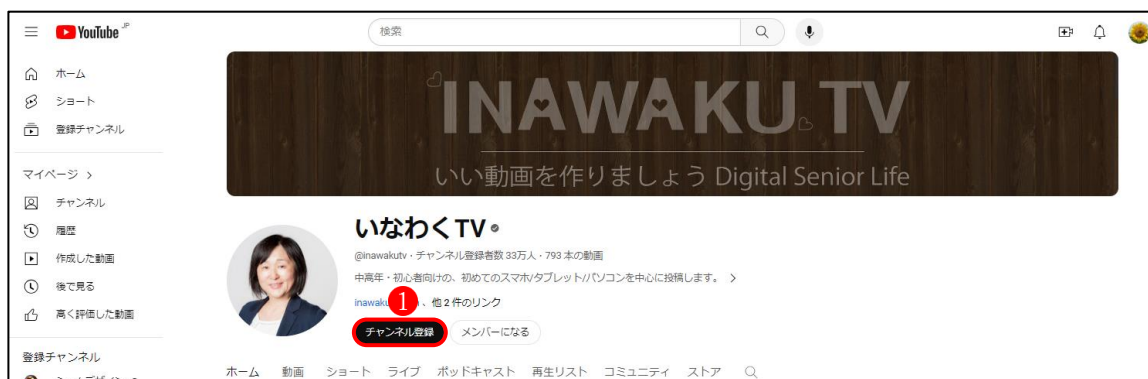 YouTube JP
検索
ホーム
ショート
登録チャンネル
マイページ
チャンネル
履歴
作成した動画
後で見る
高く評価した動画
登録チャンネル
INAWAKU TV
いい動画を作りましょう Digital Senior Life
いなわくTV
@inawakutv・チャンネル登録者数 33万人・793 本の動画
中高年・初心者向けの、初めてのスマホ/タブレット/パソコンを中心に投稿します。
1
、他 2 件のリンク
チャンネル登録 メンバーになる
ホーム 動画 ショート ライブ ポッドキャスト 再生リスト コミュニティ ストア